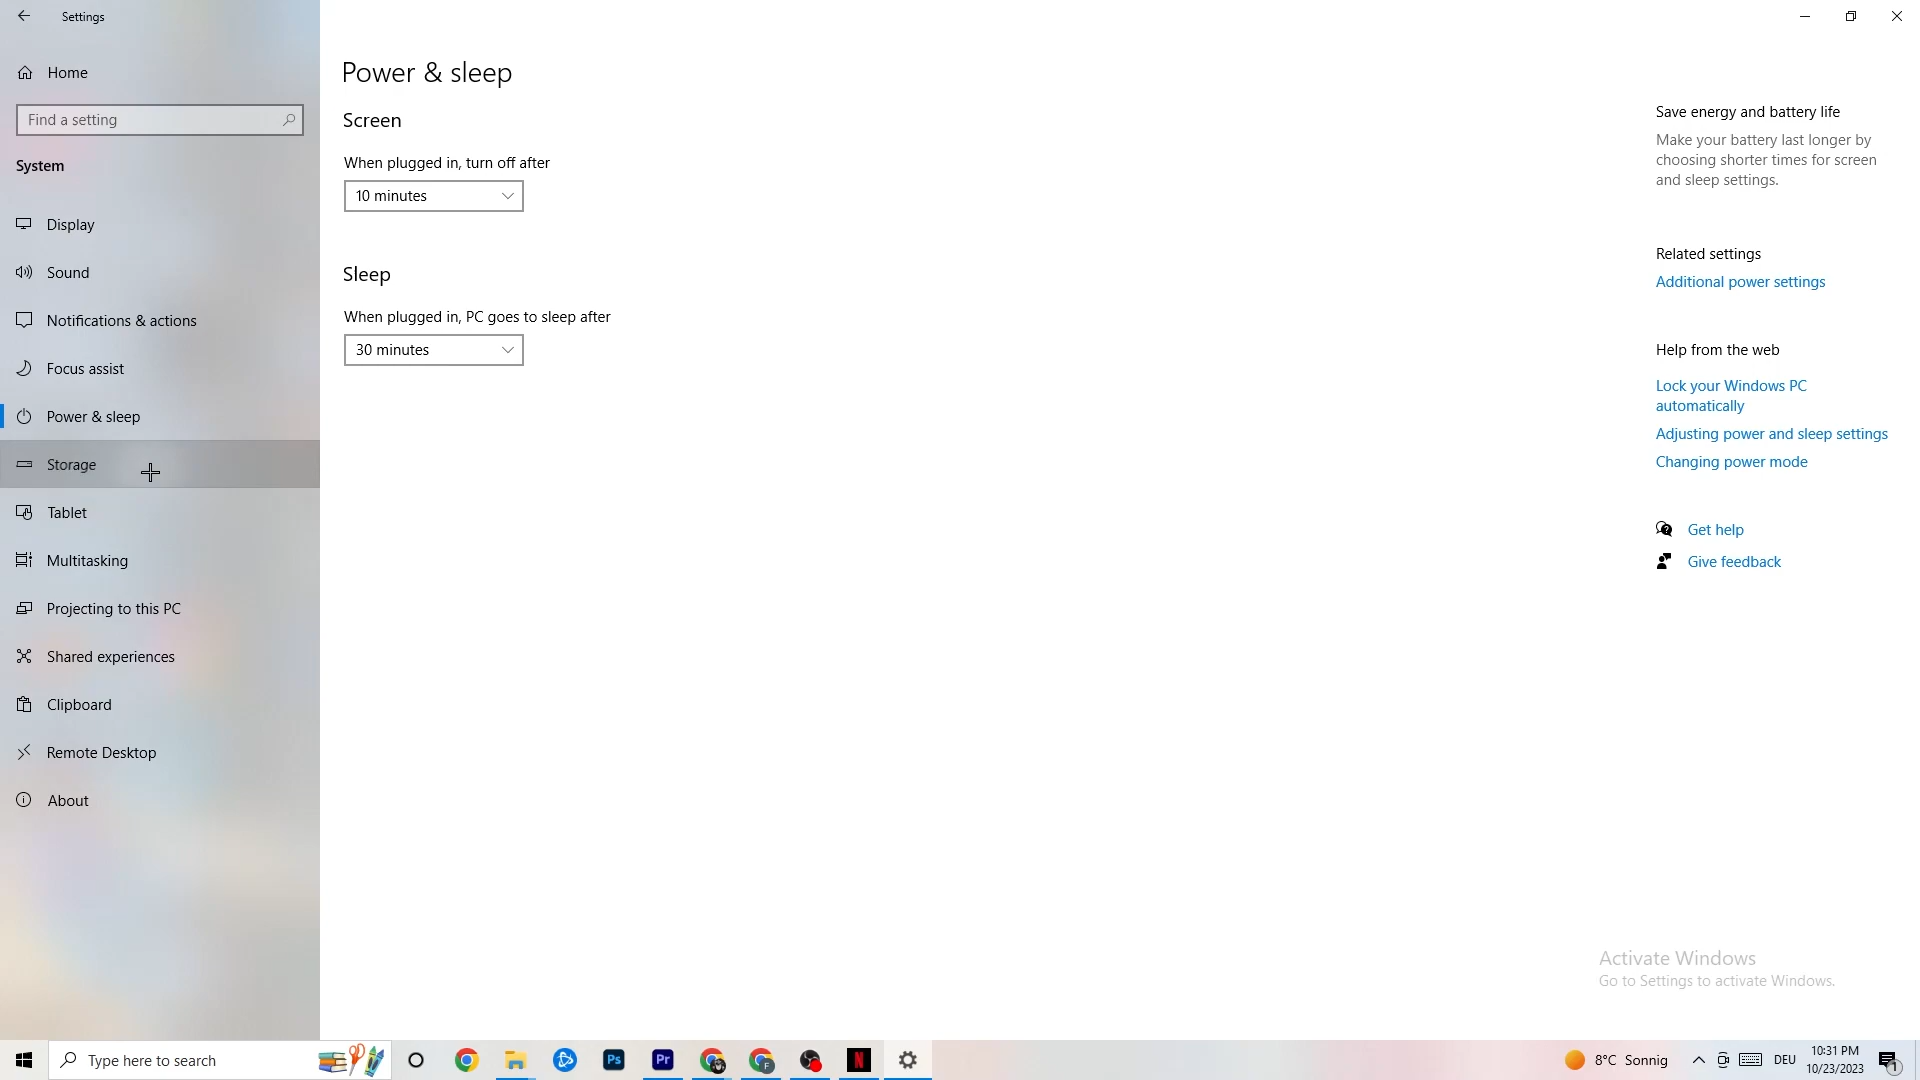 Settings
Home
Find a setting
System
Display
Sound
Notifications & actions
Focus assist
Power & sleep
Storage
Tablet
Multitasking
Projecting to this PC
Shared experiences
Clipboard
Remote Desktop
About
Power & sleep
Screen
When plugged in, turn off after
10 minutes
Sleep
When plugged in, PC goes to sleep after
30 minutes
Save energy and battery life
Make your battery last longer by
choosing shorter times for screen
and sleep settings.
Related settings
Additional power settings
Help from the web
Lock your Windows PC
automatically
Adjusting power and sleep settings
Changing power mode
Get help
Give feedback
Activate Windows
Go to Settings to activate Windows.
Type here to search
Ps
Pr
F
N
8°C Sonnig
DEU
10:31 PM
10/23/2023
1